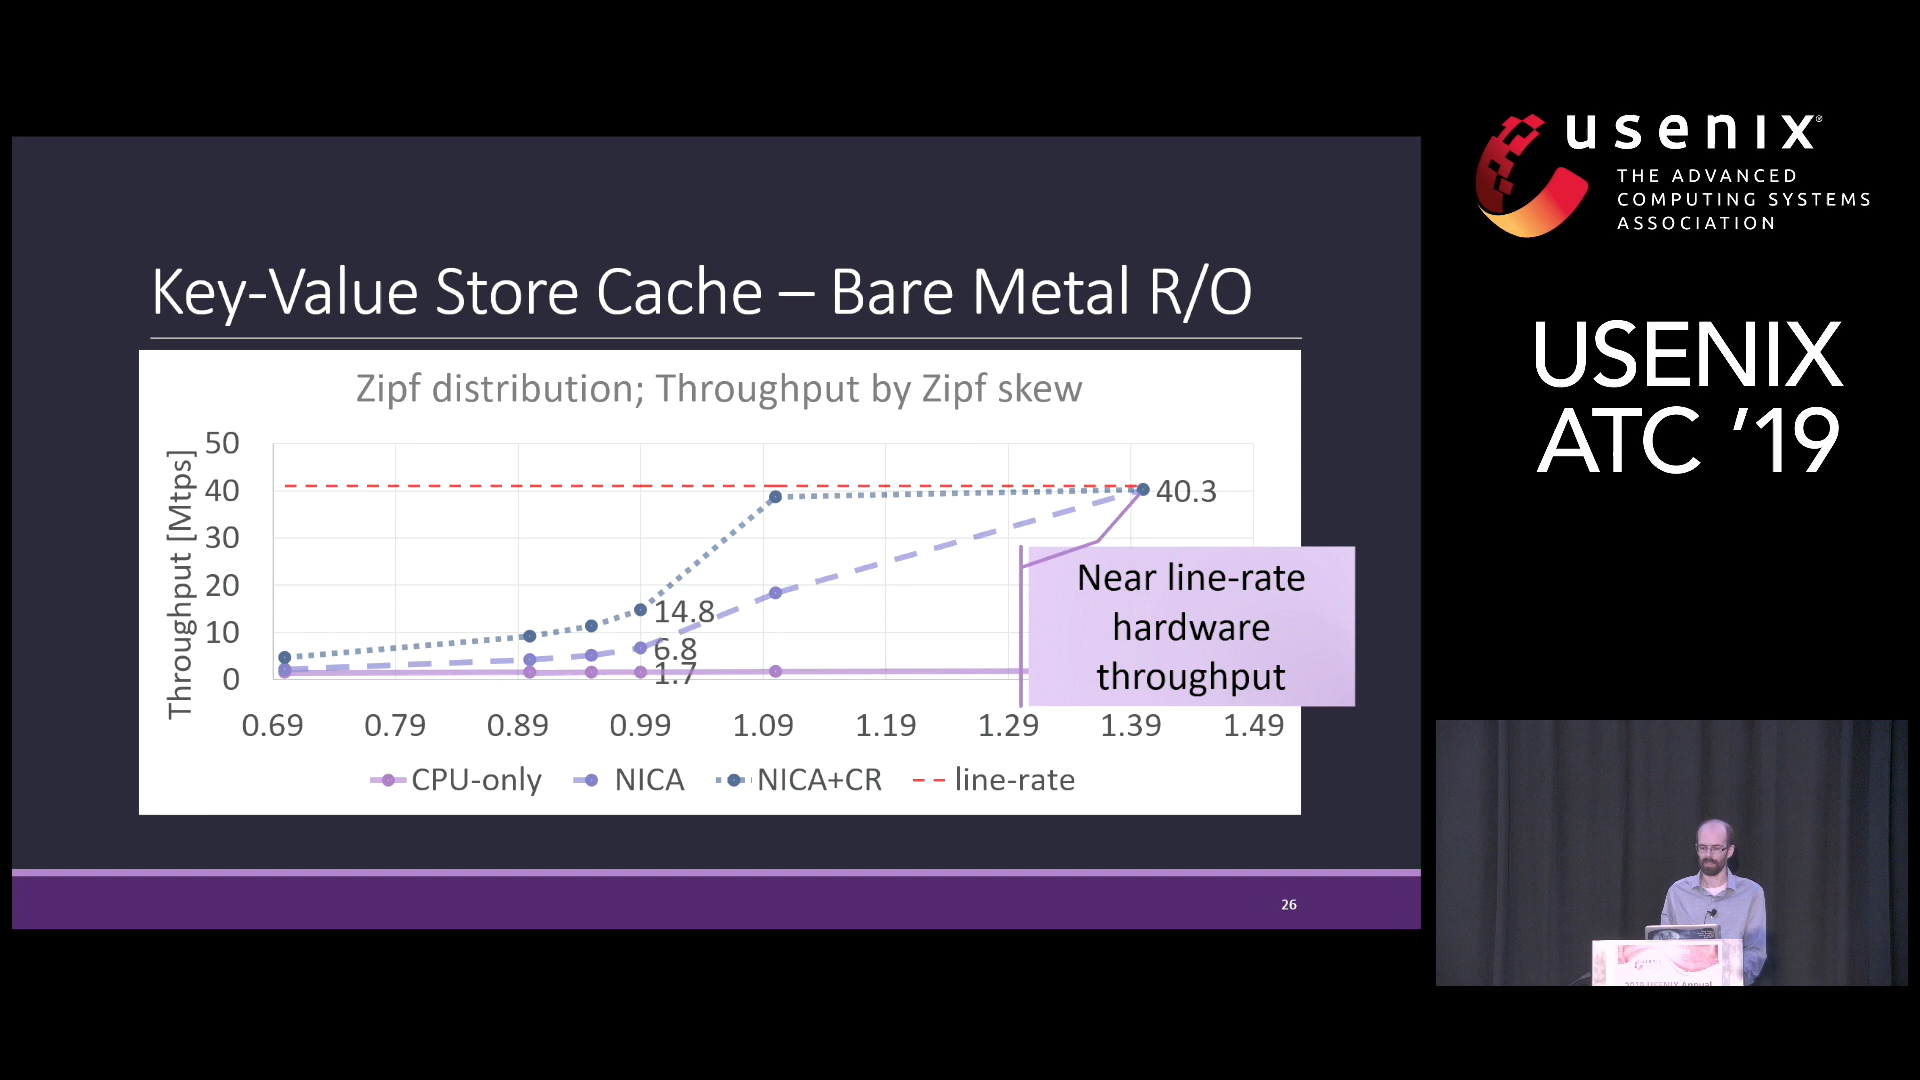 Key-Value Store Cache – Bare Metal R/O
Zipf distribution; Throughput by Zipf skew
Throughput [Mtps]
50
40
30
20
10
0
40.3
14.8
6.8
1.7
Near line-rate
hardware
throughput
0.69 0.79 0.89 0.99 1.09 1.19 1.29 1.39 1.49
CPU-only NICA NICA+CR line-rate
26
usenix®
THE ADVANCED
COMPUTING SYSTEMS
ASSOCIATION
USENIX
ATC ’19
2019 USENIX Annual